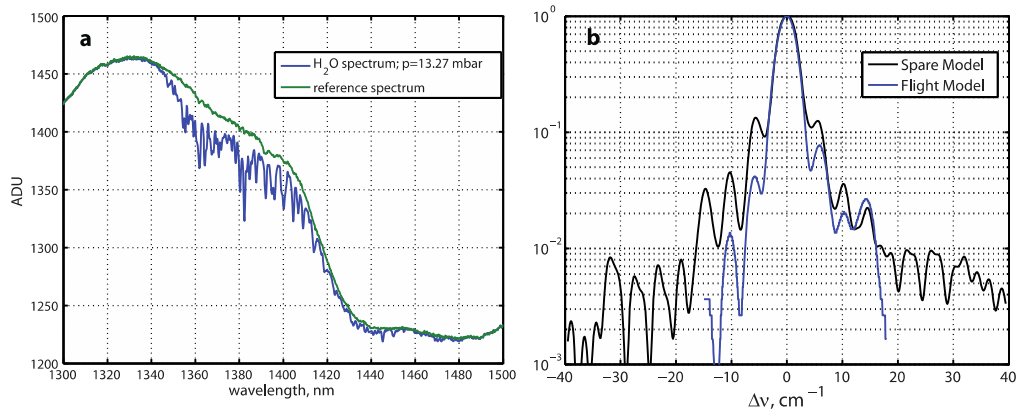 a
H2O spectrum; p=13.27 mbar
reference spectrum
1500
1450
1400
1350
1300
1250
1200
ADU
1300 1320 1340 1360 1380 1400 1420 1440 1460 1480 1500
wavelength, nm
b
Spare Model
Flight Model
10^0
10^−1
10^−2
10^−3
−40 −30 −20 −10 0 10 20 30 40
Δν, cm^−1